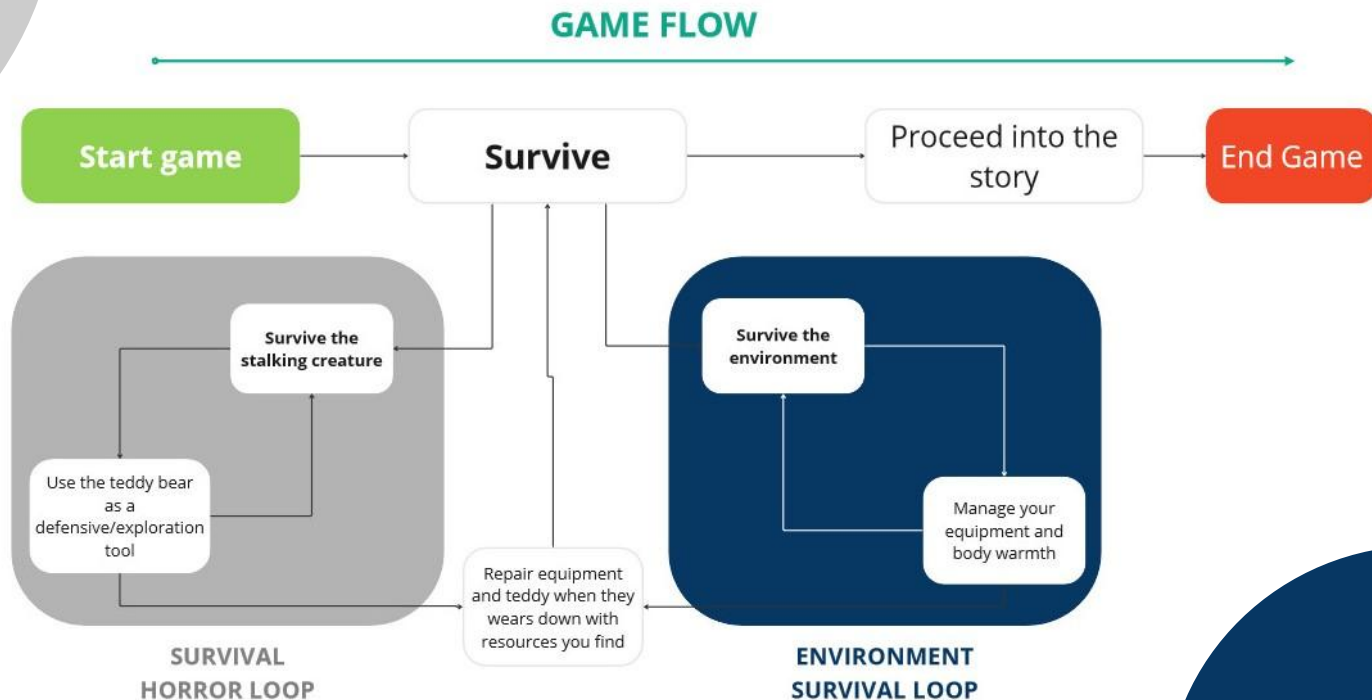 GAME FLOW
Start game
Survive
Proceed into the
story
End Game
Survive the
stalking creature
Use the teddy bear
as a
defensive/exploration
tool
Survive the
environment
Manage your
equipment and
body warmth
Repair equipment
and teddy when they
wears down with
resources you find
SURVIVAL
HORROR LOOP
ENVIRONMENT
SURVIVAL LOOP